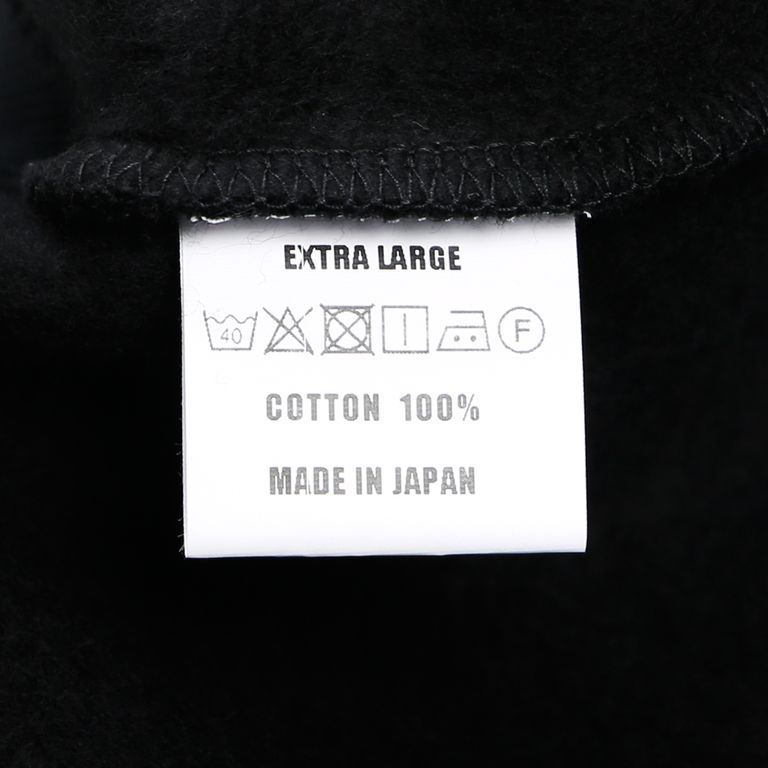 EXTRA LARGE
40 F
COTTON 100%
MADE IN JAPAN